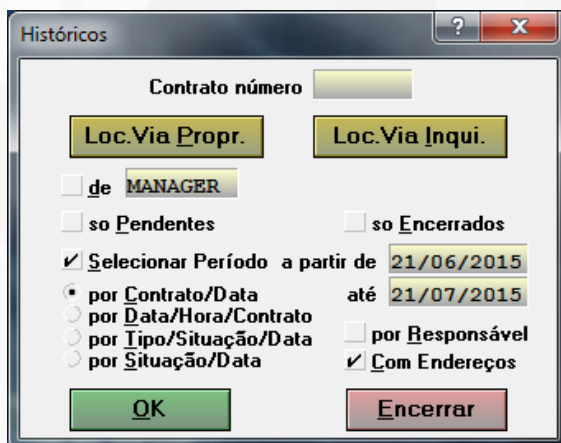 Históricos
? x
Contrato número
Loc.Via Propr. Loc.Via Inqui.
de MANAGER
so Pendentes so Encerrados
Selecionar Período a partir de 21/06/2015
por Contrato/Data até 21/07/2015
por Data/Hora/Contrato
por Tipo/Situação/Data por Responsável
por Situação/Data Com Endereços
OK Encerrar